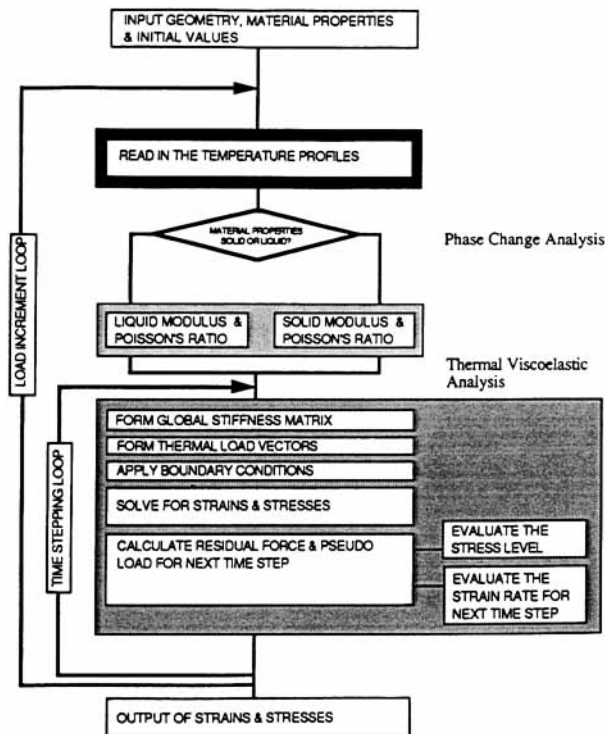 INPUT GEOMETRY, MATERIAL PROPERTIES
& INITIAL VALUES
READ IN THE TEMPERATURE PROFILES
MATERIAL PROPERTIES
SOLID OR LIQUID?
Phase Change Analysis
LIQUID MODULUS &
POISSON'S RATIO
SOLID MODULUS &
POISSON'S RATIO
Thermal Viscoelastic
Analysis
LOAD INCREMENT LOOP
TIME STEPPING LOOP
FORM GLOBAL STIFFNESS MATRIX
FORM THERMAL LOAD VECTORS
APPLY BOUNDARY CONDITIONS
SOLVE FOR STRAINS & STRESSES
CALCULATE RESIDUAL FORCE & PSEUDO
LOAD FOR NEXT TIME STEP
EVALUATE THE
STRESS LEVEL
EVALUATE THE
STRAIN RATE FOR
NEXT TIME STEP
OUTPUT OF STRAINS & STRESSES